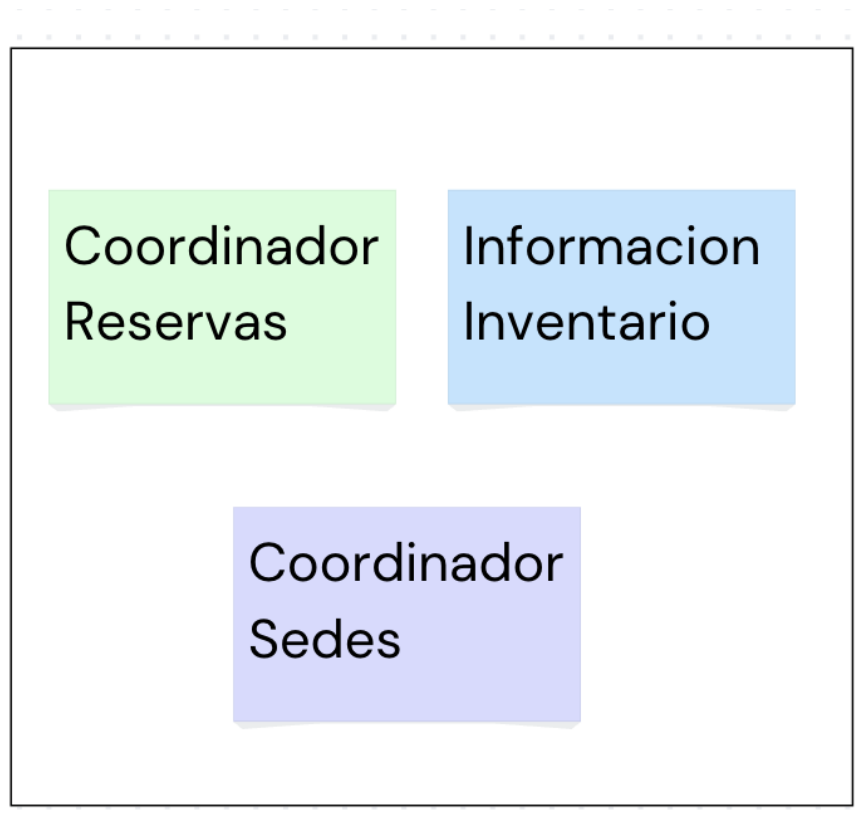 Coordinador
Reservas
Informacion
Inventario
Coordinador
Sedes